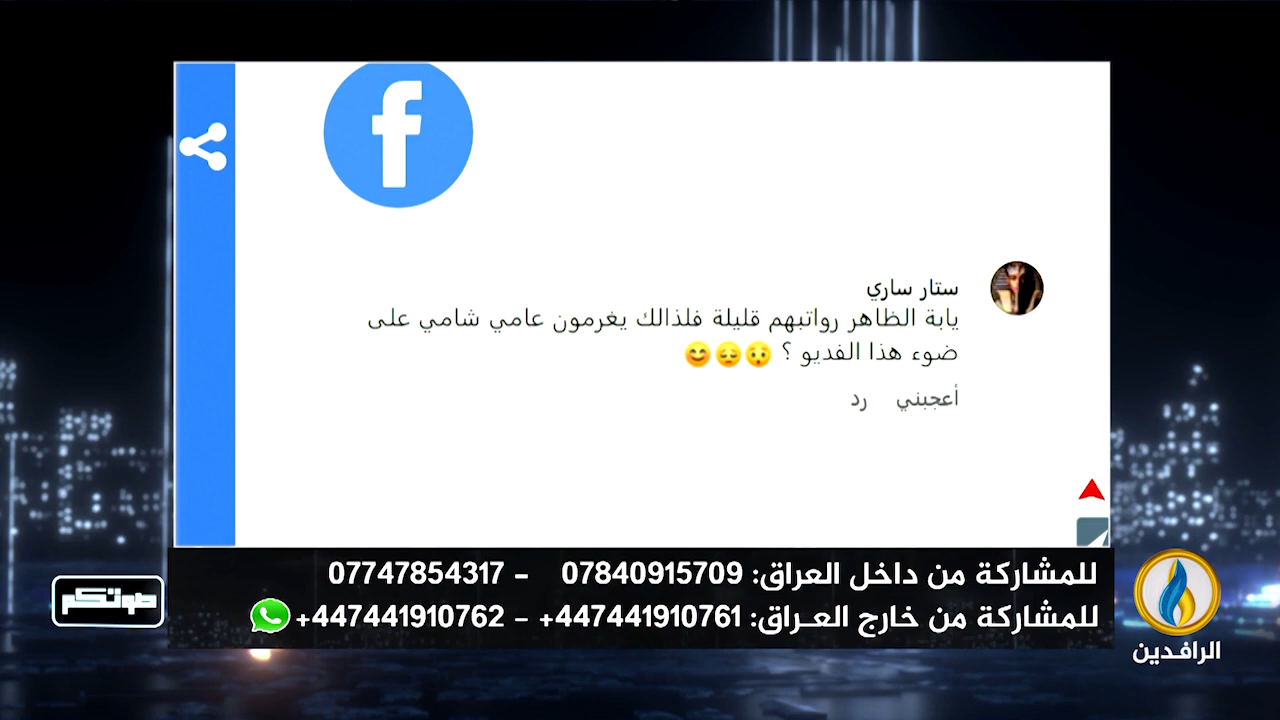 f
ستار ساري
يابة الظاهر رواتبهم قليلة فلذالك يغرمون عامي شامي على
ضوء هذا الفديو ؟ 😯😔😊
أعجبني رد
للمشاركة من داخل العراق: 07840915709 - 07747854317
للمشاركة من خارج العـراق: 447441910761+ - 447441910762+
صوتكم
الرافدين